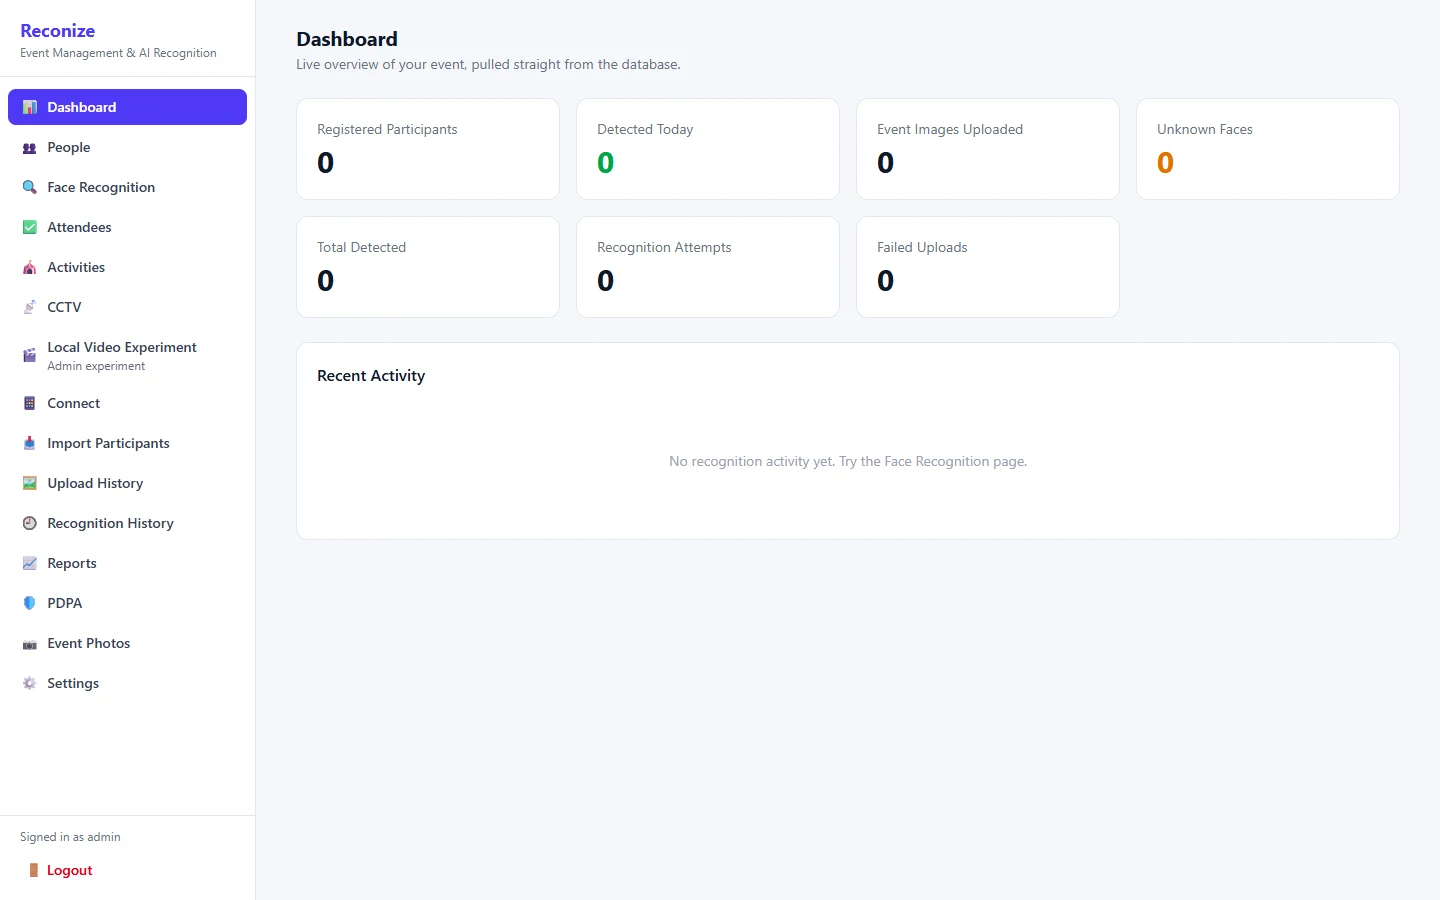 Reconize
Event Management & AI Recognition
Dashboard
People
Face Recognition
Attendees
Activities
CCTV
Local Video Experiment
Admin experiment
Connect
Import Participants
Upload History
Recognition History
Reports
PDPA
Event Photos
Settings
Signed in as admin
Logout
Dashboard
Live overview of your event, pulled straight from the database.
Registered Participants
0
Detected Today
0
Event Images Uploaded
0
Unknown Faces
0
Total Detected
0
Recognition Attempts
0
Failed Uploads
0
Recent Activity
No recognition activity yet. Try the Face Recognition page.